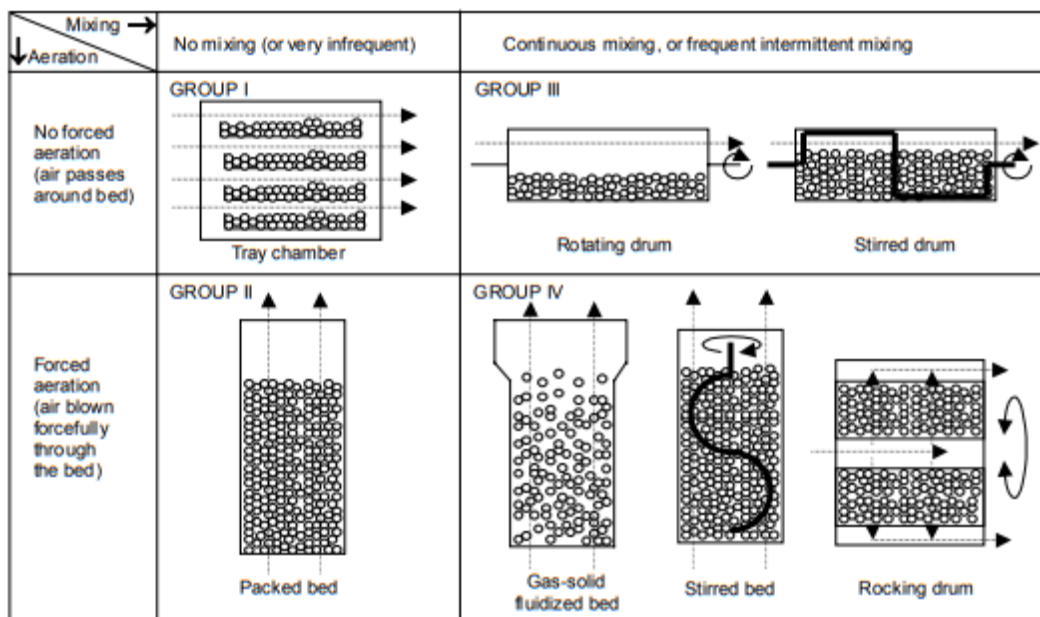 Mixing
Aeration
No mixing (or very infrequent)
Continuous mixing, or frequent intermittent mixing
No forced
aeration
(air passes
around bed)
GROUP I
Tray chamber
GROUP III
Rotating drum
Stirred drum
Forced
aeration
(air blown
forcefully
through
the bed)
GROUP II
Packed bed
GROUP IV
Gas-solid
fluidized bed
Stirred bed
Rocking drum